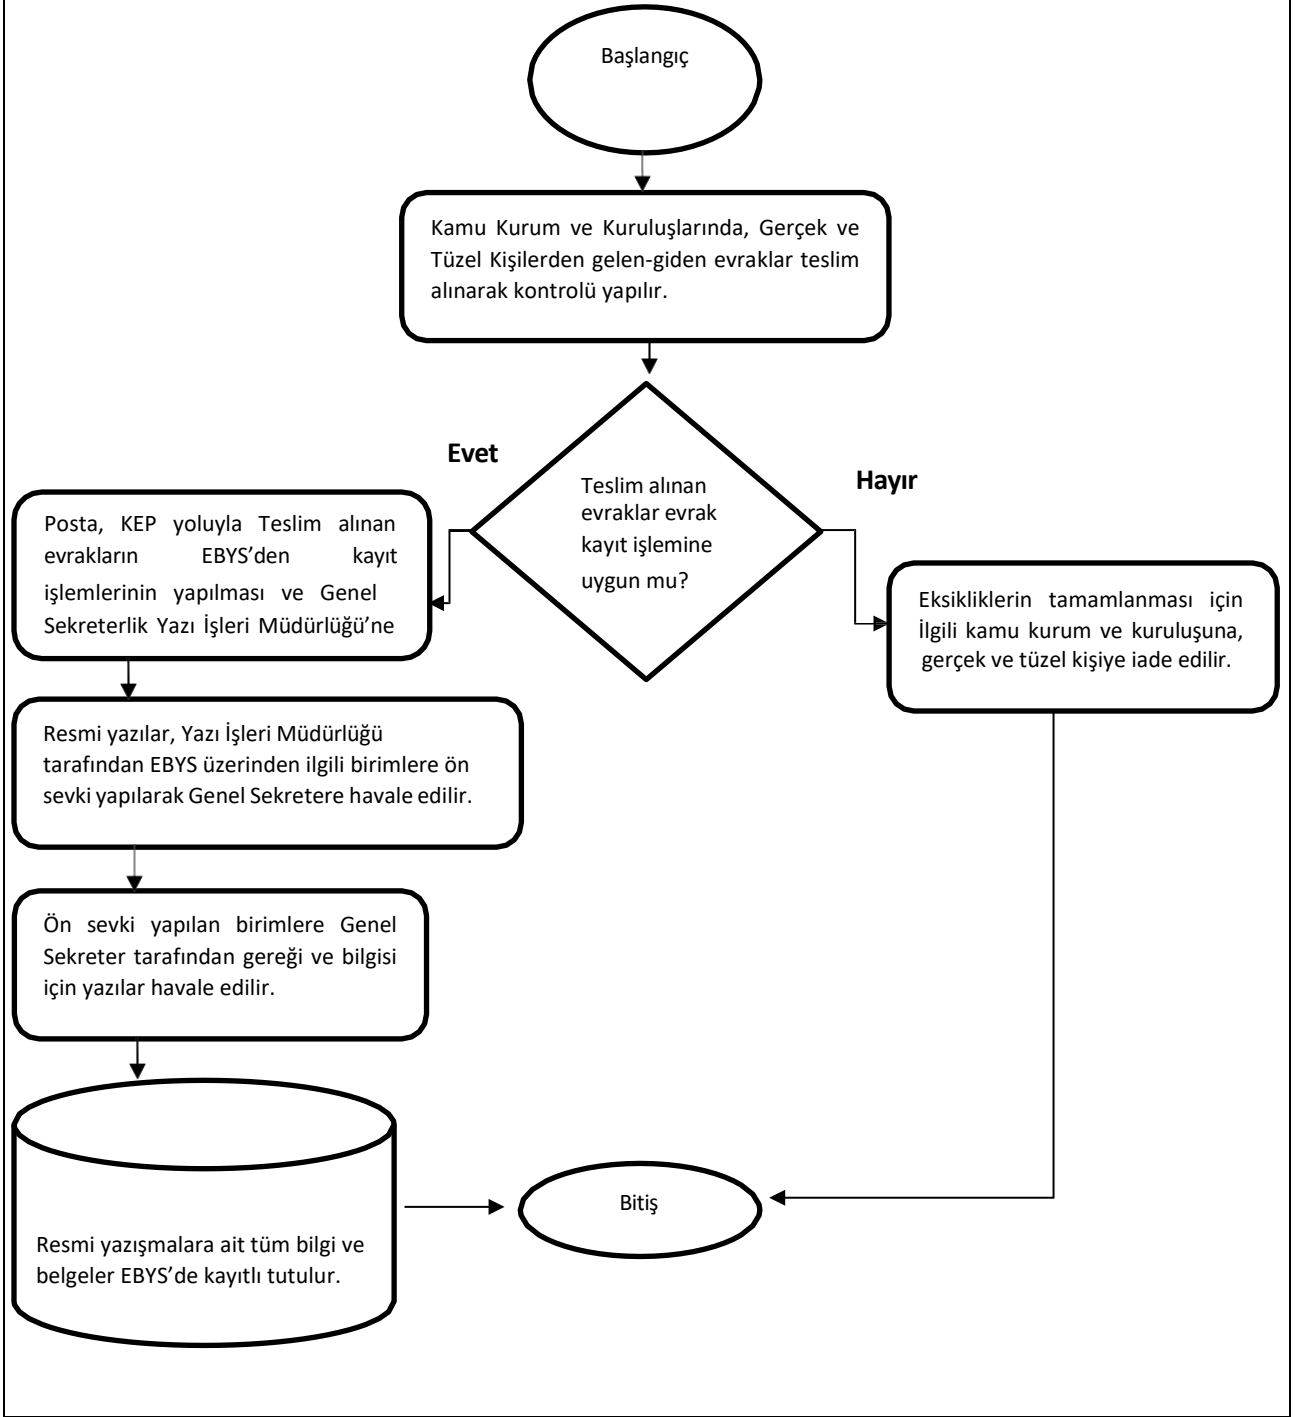 Başlangıç
Kamu Kurum ve Kuruluşlarında, Gerçek ve
Tüzel Kişilerden gelen-giden evraklar teslim
alınarak kontrolü yapılır.
Evet
Hayır
Teslim alınan
evraklar evrak
kayıt işlemine
uygun mu?
Posta, KEP yoluyla Teslim alınan
evrakların EBYS’den kayıt
işlemlerinin yapılması ve Genel
Sekreterlik Yazı İşleri Müdürlüğü’ne
Eksikliklerin tamamlanması için
İlgili kamu kurum ve kuruluşuna,
gerçek ve tüzel kişiye iade edilir.
Resmi yazılar, Yazı İşleri Müdürlüğü
tarafından EBYS üzerinden ilgili birimlere ön
sevki yapılarak Genel Sekretere havale edilir.
Ön sevki yapılan birimlere Genel
Sekreter tarafından gereği ve bilgisi
için yazılar havale edilir.
Resmi yazışmalara ait tüm bilgi ve
belgeler EBYS’de kayıtlı tutulur.
Bitiş